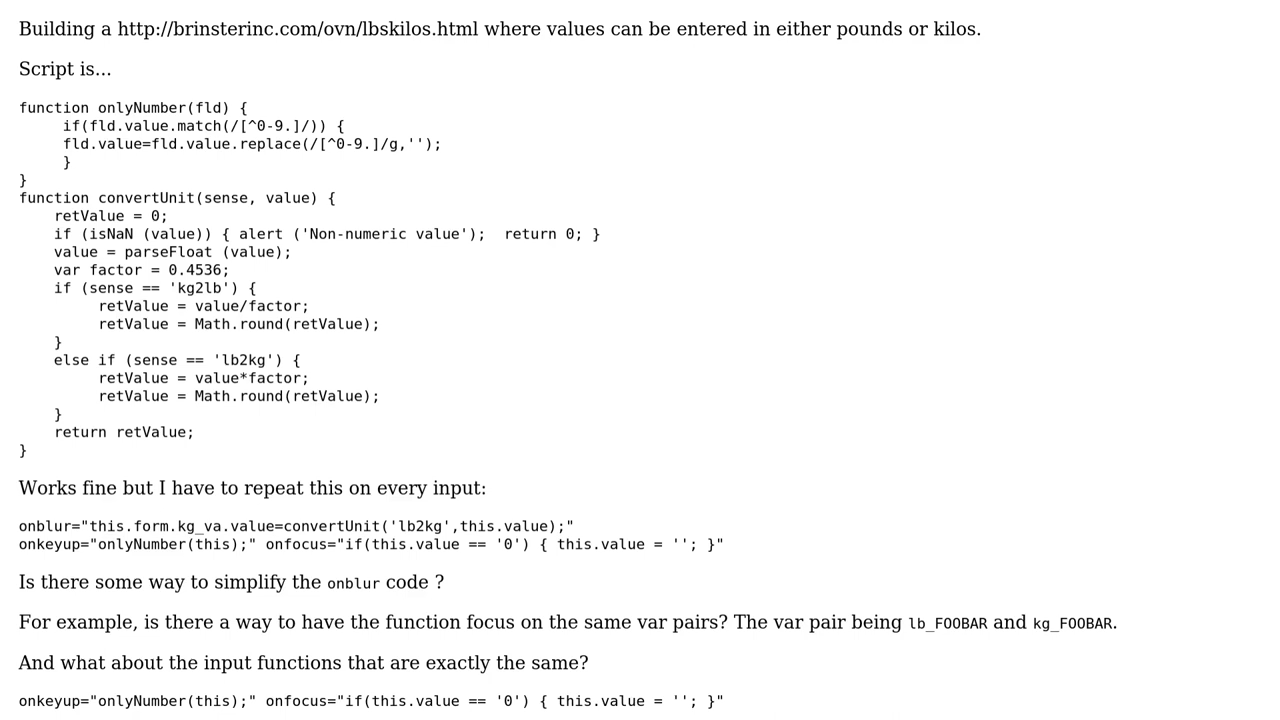 Building a http://brinsterinc.com/ovn/lbskilos.html where values can be entered in either pounds or kilos.
Script is...
function onlyNumber(fld) {
     if(fld.value.match(/[^0-9.]/)) {
     fld.value=fld.value.replace(/[^0-9.]/g,'');
     }
}
function convertUnit(sense, value) {
    retValue = 0;
    if (isNaN (value)) { alert ('Non-numeric value');  return 0; }
    value = parseFloat (value);
    var factor = 0.4536;
    if (sense == 'kg2lb') {
         retValue = value/factor;
         retValue = Math.round(retValue);
    }
    else if (sense == 'lb2kg') {
         retValue = value*factor;
         retValue = Math.round(retValue);
    }
    return retValue;
}
Works fine but I have to repeat this on every input:
onblur="this.form.kg_va.value=convertUnit('lb2kg',this.value);"
onkeyup="onlyNumber(this);" onfocus="if(this.value == '0') { this.value = ''; }"
Is there some way to simplify the onblur code ?
For example, is there a way to have the function focus on the same var pairs? The var pair being lb_FOOBAR and kg_FOOBAR.
And what about the input functions that are exactly the same?
onkeyup="onlyNumber(this);" onfocus="if(this.value == '0') { this.value = ''; }"